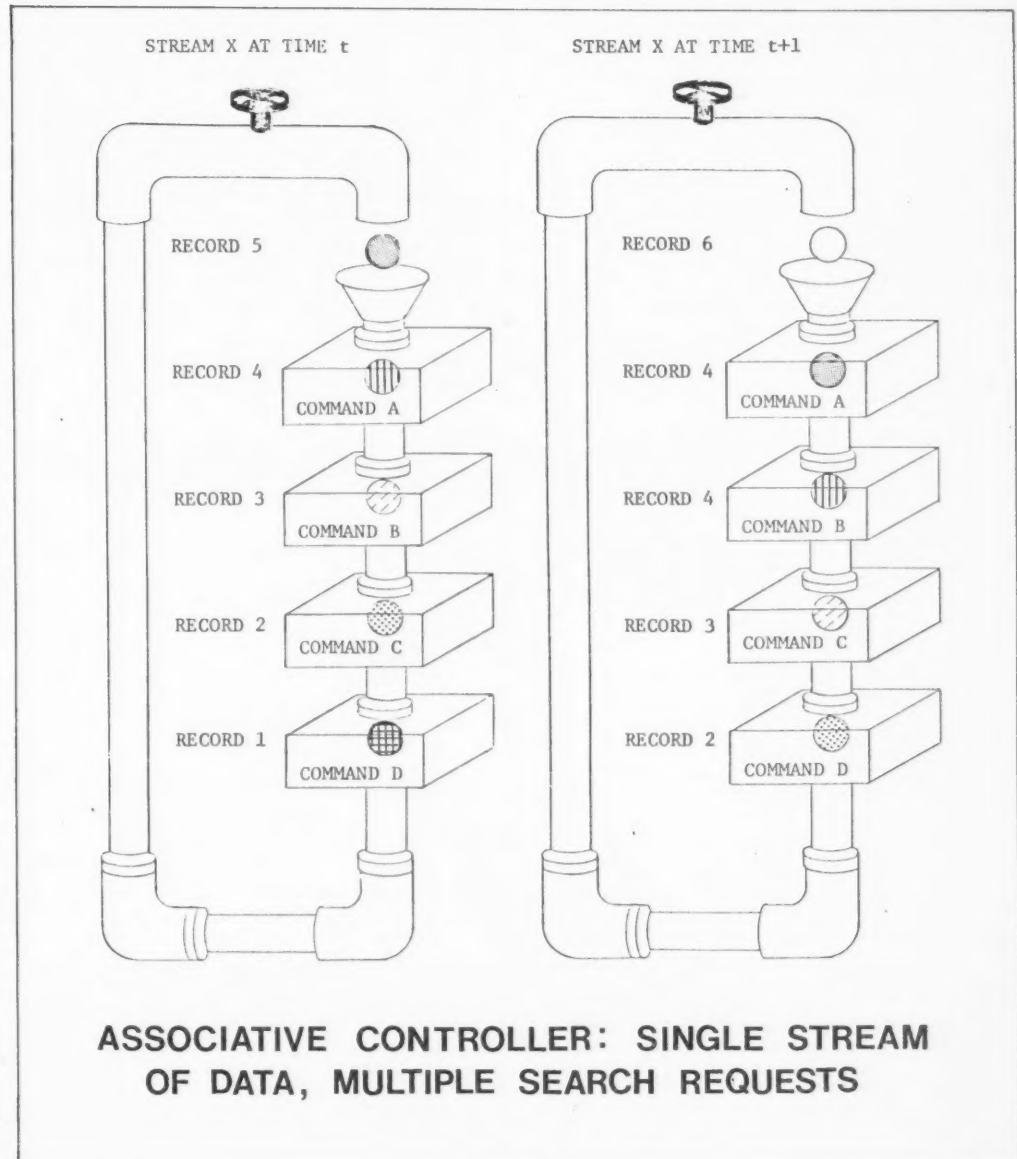 STREAM X AT TIME t
STREAM X AT TIME t+1
RECORD 5
RECORD 4
COMMAND A
RECORD 3
COMMAND B
RECORD 2
COMMAND C
RECORD 1
COMMAND D
RECORD 6
RECORD 4
COMMAND A
RECORD 4
COMMAND B
RECORD 3
COMMAND C
RECORD 2
COMMAND D
ASSOCIATIVE CONTROLLER: SINGLE STREAM
OF DATA, MULTIPLE SEARCH REQUESTS